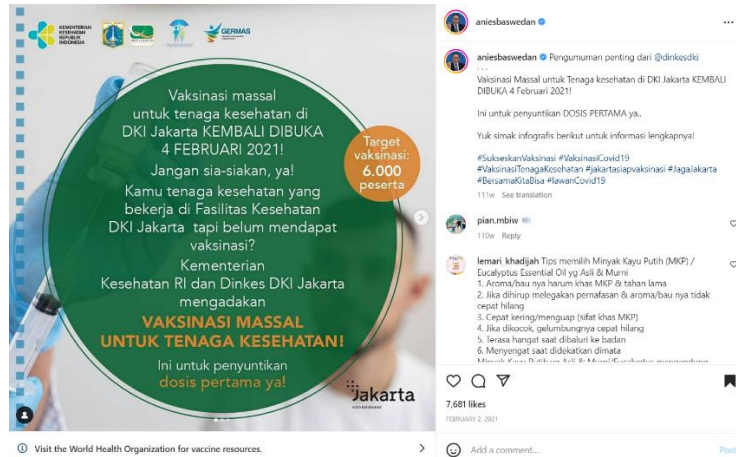 KEMENTERIAN
KESEHATAN
REPUBLIK
INDONESIA
GERMAS
Vaksinasi massal
untuk tenaga kesehatan di
DKI Jakarta KEMBALI DIBUKA
4 FEBRUARI 2021!
Jangan sia-siakan, ya!
Kamu tenaga kesehatan yang
bekerja di Fasilitas Kesehatan
DKI Jakarta tapi belum mendapat
vaksinasi?
Kementerian
Kesehatan RI dan Dinkes DKI Jakarta
mengadakan
VAKSINASI MASSAL
UNTUK TENAGA KESEHATAN!
Ini untuk penyuntikan
dosis pertama ya!
Target
vaksinasi:
6.000
peserta
Jakarta
Visit the World Health Organization for vaccine resources.
aniesbaswedan
aniesbaswedan Pengumuman penting dari @dinkesdki
- - -
Vaksinasi Massal untuk Tenaga kesehatan di DKI Jakarta KEMBALI
DIBUKA 4 Februari 2021!
Ini untuk penyuntikan DOSIS PERTAMA ya..
Yuk simak infografis berikut untuk informasi lengkapnya!
#SukseskanVaksinasi #VaksinasiCovid19
#VaksinasiTenagaKesehatan #jakartasiapvaksinasi #JagaJakarta
#BersamaKitaBisa #lawanCovid19
111w See translation
pian.mbiw
110w Reply
lemari_khadijah Tips memilih Minyak Kayu Putih (MKP) /
Eucalyptus Essential Oil yg Asli & Murni
1. Aroma/bau nya harum khas MKP & tahan lama
2. Jika dihirup melegakan pernafasan & aroma/bau nya tidak
cepat hilang
3. Cepat kering/menguap (sifat khas MKP)
4. Jika dikocok, gelumbungnya cepat hilang
5. Terasa hangat saat dibaluri ke badan
6. Menyengat saat didekatkan dimata
7,681 likes
FEBRUARY 2, 2021
Add a comment...
Post